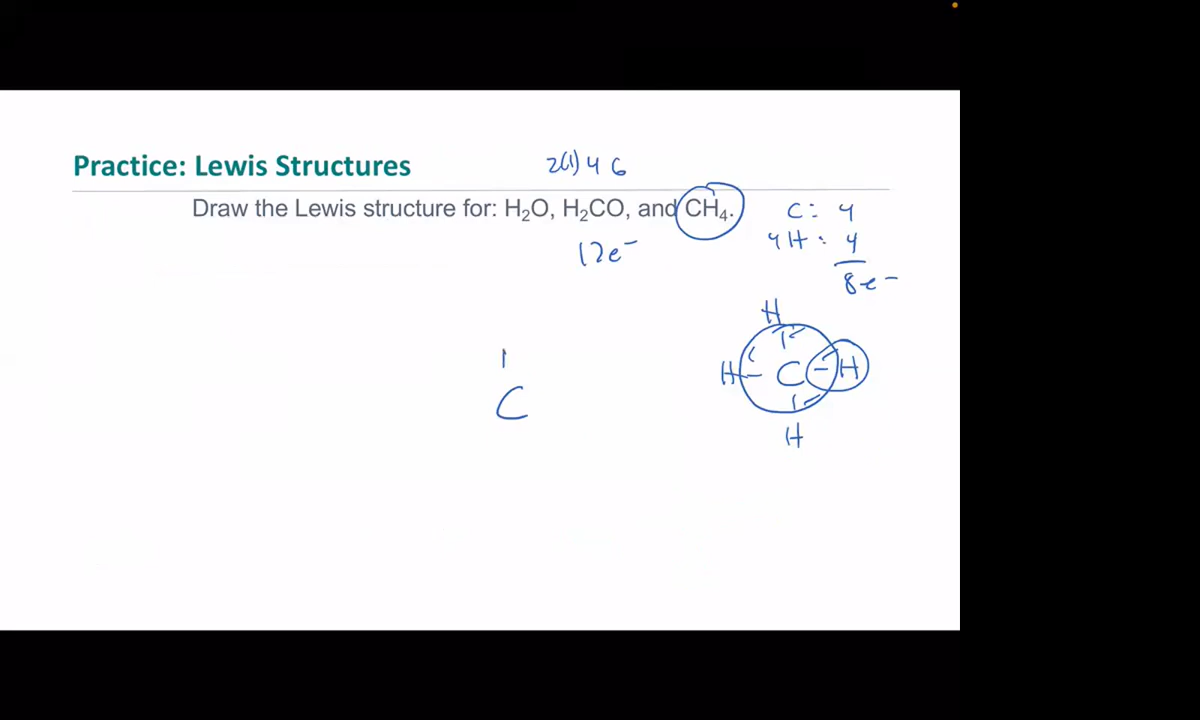 Practice: Lewis Structures
2(1) 4 6
Draw the Lewis structure for: H₂O, H₂CO, and CH₄.
C: 4
4H: 4
12e⁻
8e⁻
H
H - C - H
C
H